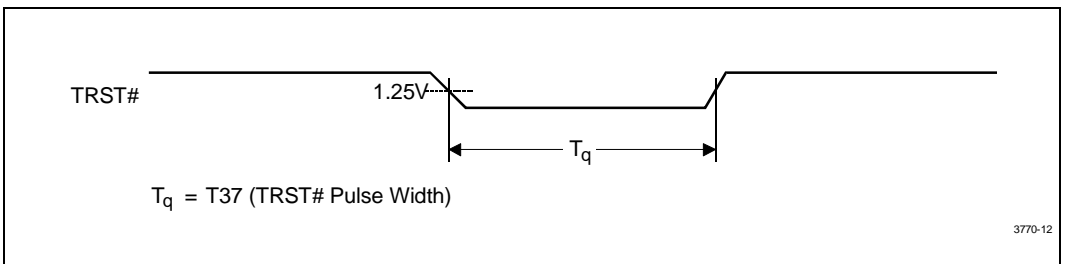 TRST#
1.25V
Tq
Tq = T37 (TRST# Pulse Width)
3770-12